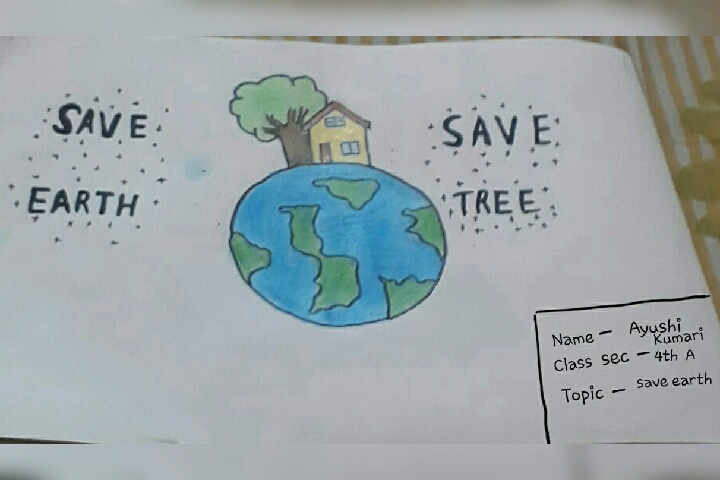 SAVE
EARTH
SAVE
TREE
Name - Ayushi
Kumari
Class sec - 4th A
Topic - save earth